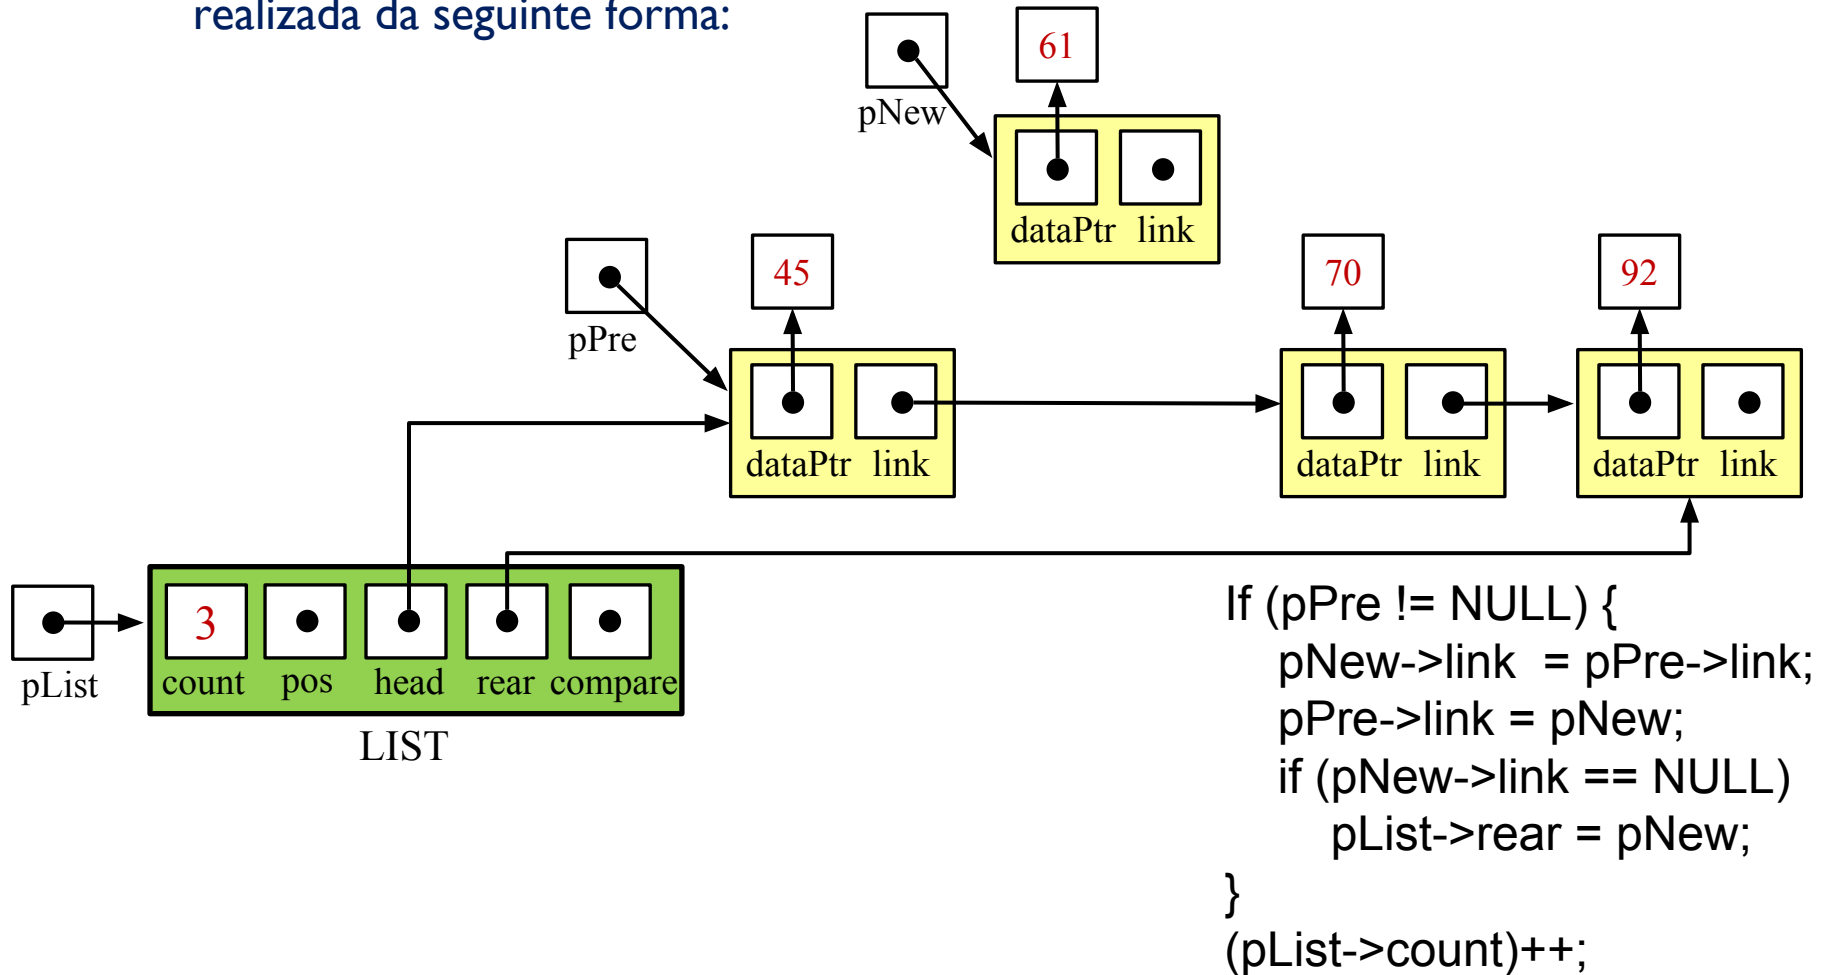 realizada da seguinte forma:
61
pNew
dataPtr link
45
70
92
pPre
dataPtr link
dataPtr link
dataPtr link
3
pList
count pos head rear compare
LIST
If (pPre != NULL) {
pNew->link = pPre->link;
pPre->link = pNew;
if (pNew->link == NULL)
pList->rear = pNew;
}
(pList->count)++;